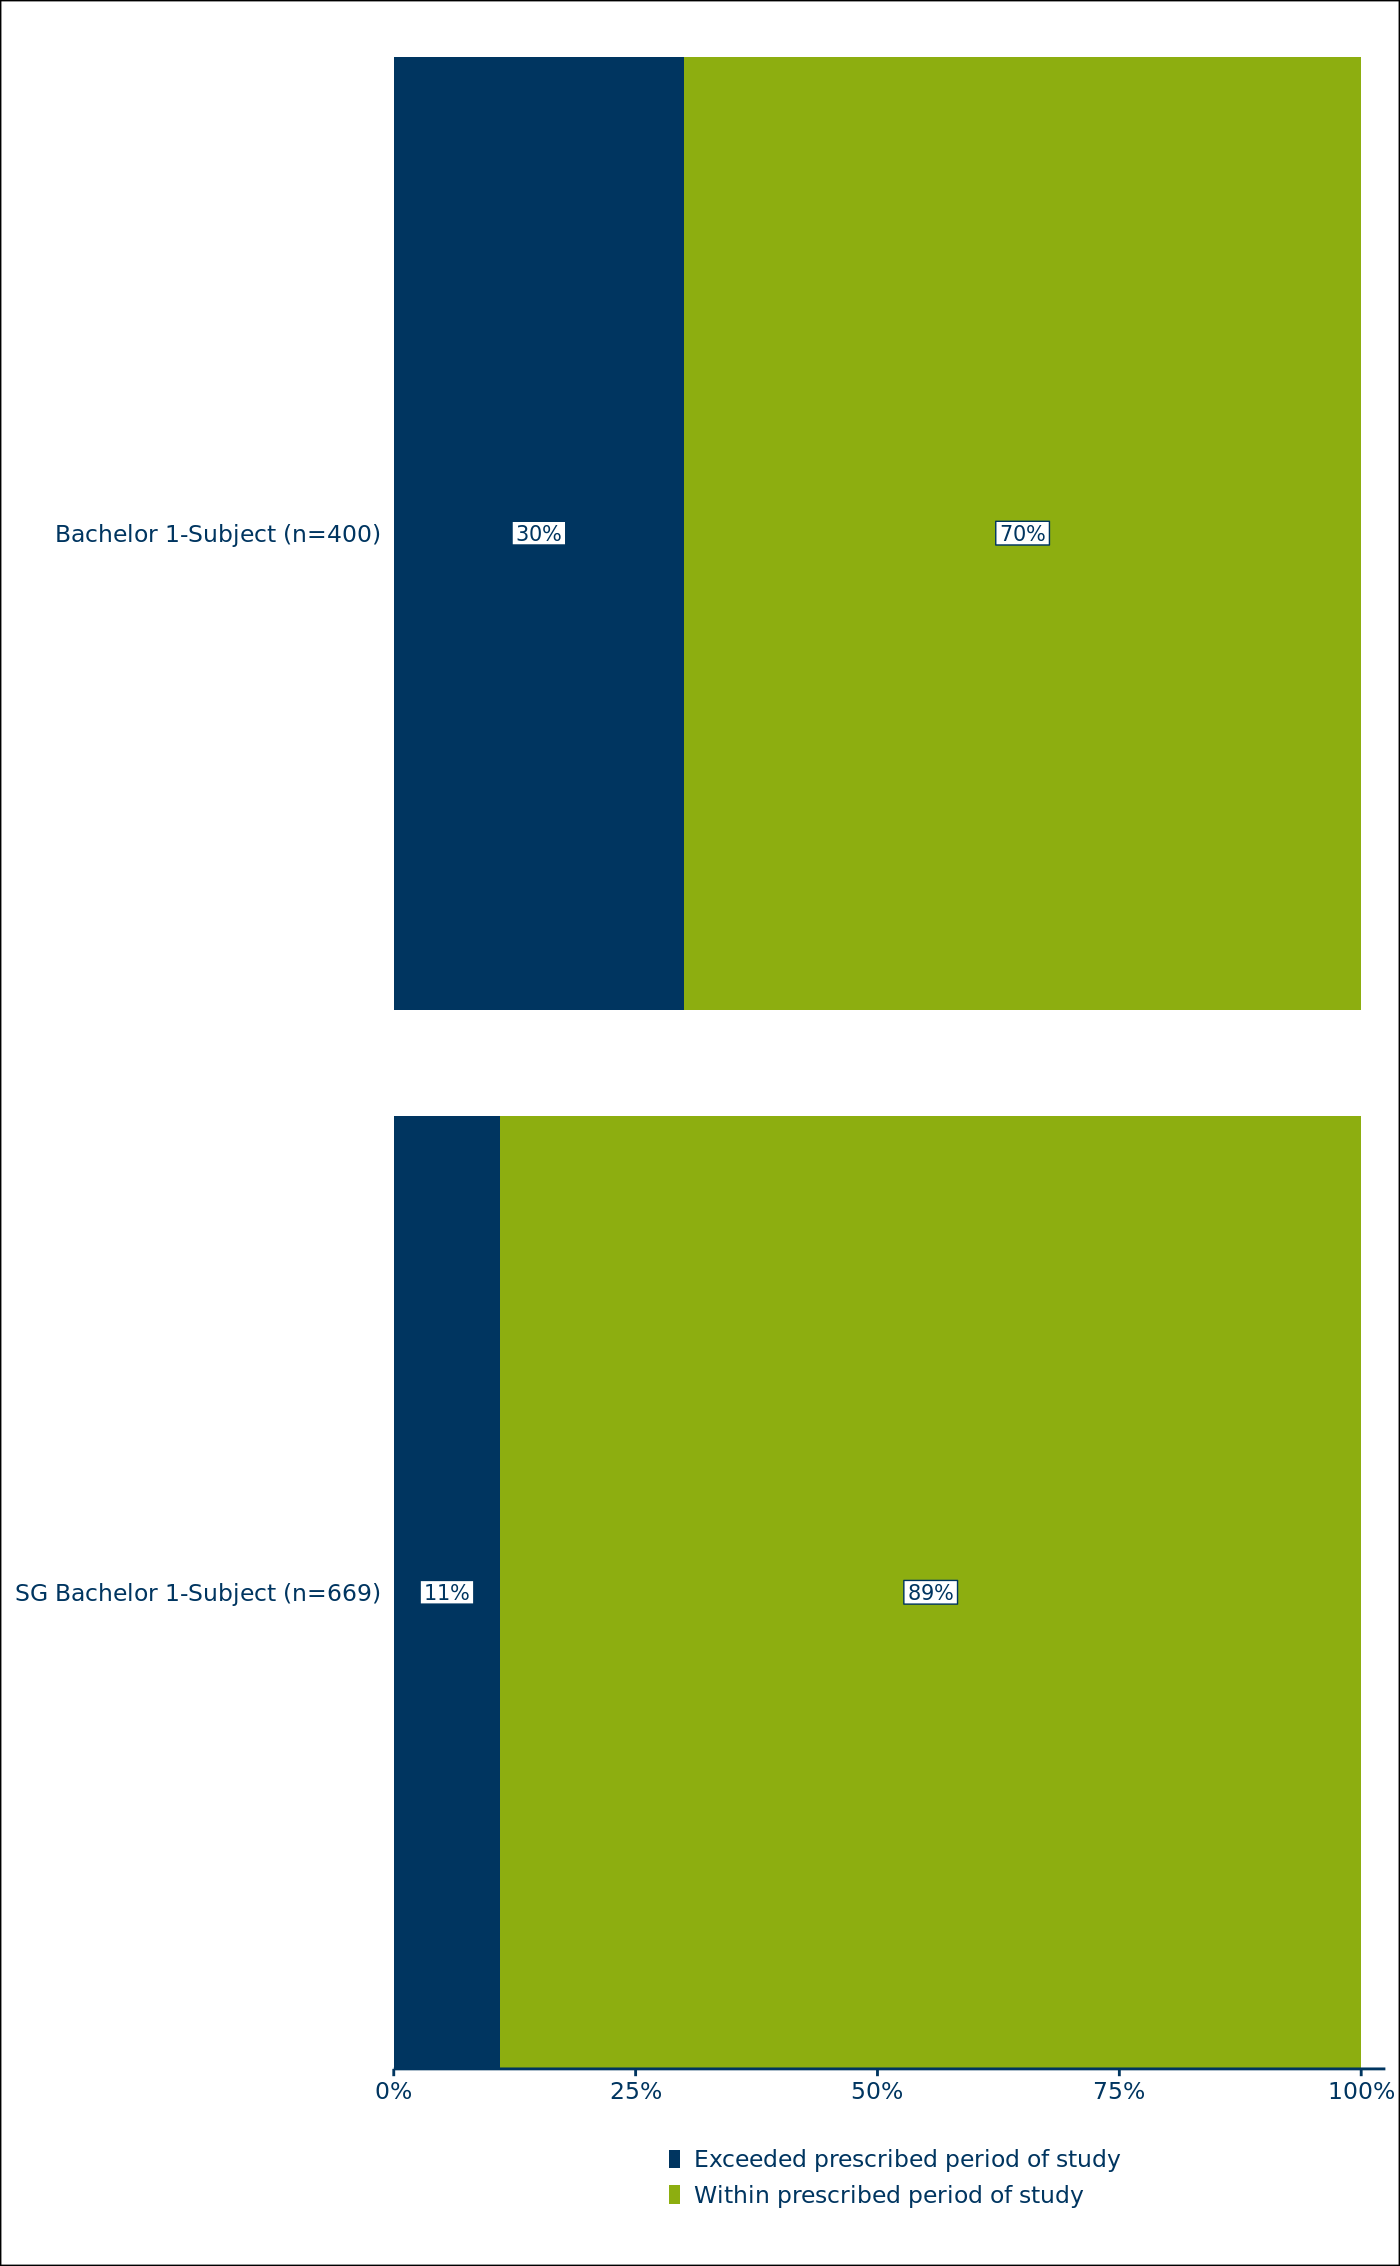 Bachelor 1-Subject (n=400)
30%
70%
SG Bachelor 1-Subject (n=669)
11%
89%
0%
25%
50%
75%
100%
Exceeded prescribed period of study
Within prescribed period of study